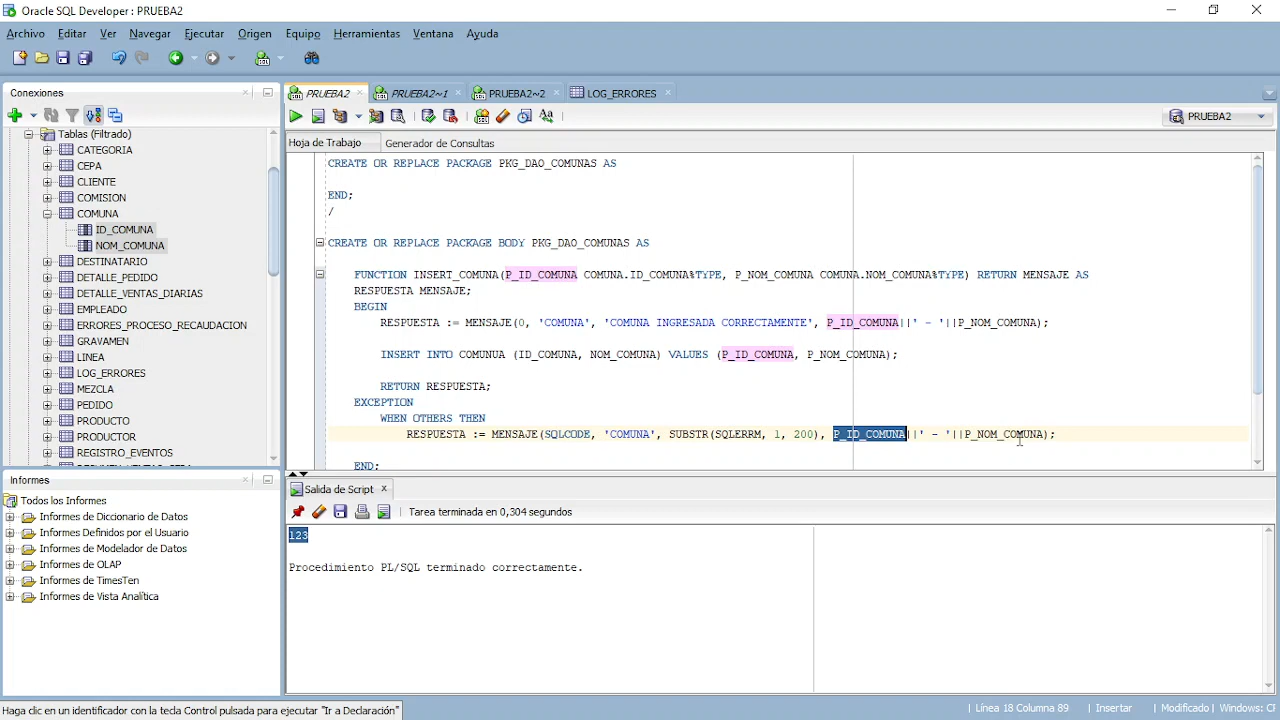 Oracle SQL Developer : PRUEBA2
Archivo Editar Ver Navegar Ejecutar Origen Equipo Herramientas Ventana Ayuda
Conexiones
Tablas (Filtrado)
CATEGORIA
CEPA
CLIENTE
COMISION
COMUNA
ID_COMUNA
NOM_COMUNA
DESTINATARIO
DETALLE_PEDIDO
DETALLE_VENTAS_DIARIAS
EMPLEADO
ERRORES_PROCESO_RECAUDACION
GRAVAMEN
LINEA
LOG_ERRORES
MEZCLA
PEDIDO
PRODUCTO
PRODUCTOR
REGISTRO_EVENTOS
Informes
Todos los Informes
Informes de Diccionario de Datos
Informes Definidos por el Usuario
Informes de Modelador de Datos
Informes de OLAP
Informes de TimesTen
Informes de Vista Analítica
PRUEBA2 PRUEBA2~1 PRUEBA2~2 LOG_ERRORES
PRUEBA2
Hoja de Trabajo Generador de Consultas
CREATE OR REPLACE PACKAGE PKG_DAO_COMUNAS AS
END;
/
CREATE OR REPLACE PACKAGE BODY PKG_DAO_COMUNAS AS
FUNCTION INSERT_COMUNA(P_ID_COMUNA COMUNA.ID_COMUNA%TYPE, P_NOM_COMUNA COMUNA.NOM_COMUNA%TYPE) RETURN MENSAJE AS
RESPUESTA MENSAJE;
BEGIN
RESPUESTA := MENSAJE(0, 'COMUNA', 'COMUNA INGRESADA CORRECTAMENTE', P_ID_COMUNA||' - '||P_NOM_COMUNA);
INSERT INTO COMUNUA (ID_COMUNA, NOM_COMUNA) VALUES (P_ID_COMUNA, P_NOM_COMUNA);
RETURN RESPUESTA;
EXCEPTION
WHEN OTHERS THEN
RESPUESTA := MENSAJE(SQLCODE, 'COMUNA', SUBSTR(SQLERRM, 1, 200), P_ID_COMUNA||' - '||P_NOM_COMUNA);
END;
Salida de Script
Tarea terminada en 0,304 segundos
123
Procedimiento PL/SQL terminado correctamente.
Haga clic en un identificador con la tecla Control pulsada para ejecutar "Ir a Declaración"
Línea 18 Columna 89 Insertar Modificado Windows: CF